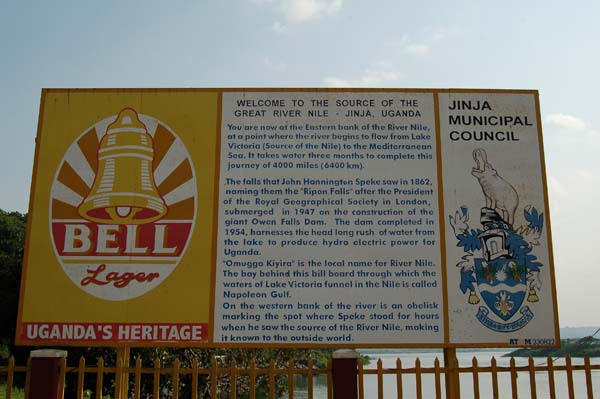 BELL
Lager
UGANDA'S HERITAGE
WELCOME TO THE SOURCE OF THE
GREAT RIVER NILE - JINJA, UGANDA
You are now at the Eastern bank of the River Nile,
at a point where the river begins to flow from Lake
Victoria (Source of the Nile) to the Mediterranean
Sea. It takes water three months to complete this
journey of 4000 miles (6400 km).
The falls that John Hannington Speke saw in 1862,
naming them the "Ripon Falls" after the President
of the Royal Geographical Society in London,
submerged in 1947 on the construction of the
giant Owen Falls Dam. The dam completed in
1954, harnesses the head long rush of water from
the lake to produce hydro electric power for
Uganda.
"Omugga Kiyira" is the local name for River Nile.
The bay behind this bill board through which the
waters of Lake Victoria funnel in the Nile is called
Napoleon Gulf.
On the western bank of the river is an obelisk
marking the spot where Speke stood for hours
when he saw the source of the River Nile, making
it known to the outside world.
JINJA MUNICIPAL
COUNCIL